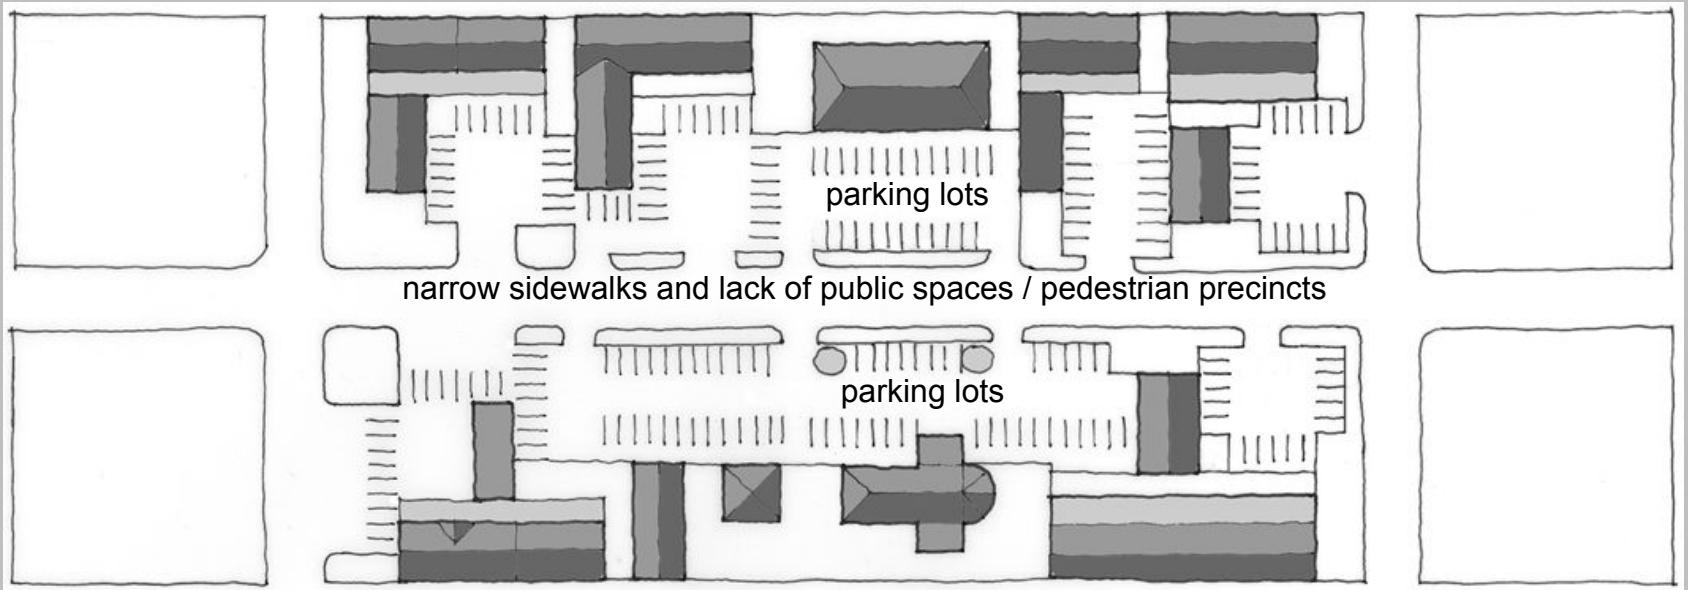 parking lots
narrow sidewalks and lack of public spaces / pedestrian precincts
parking lots